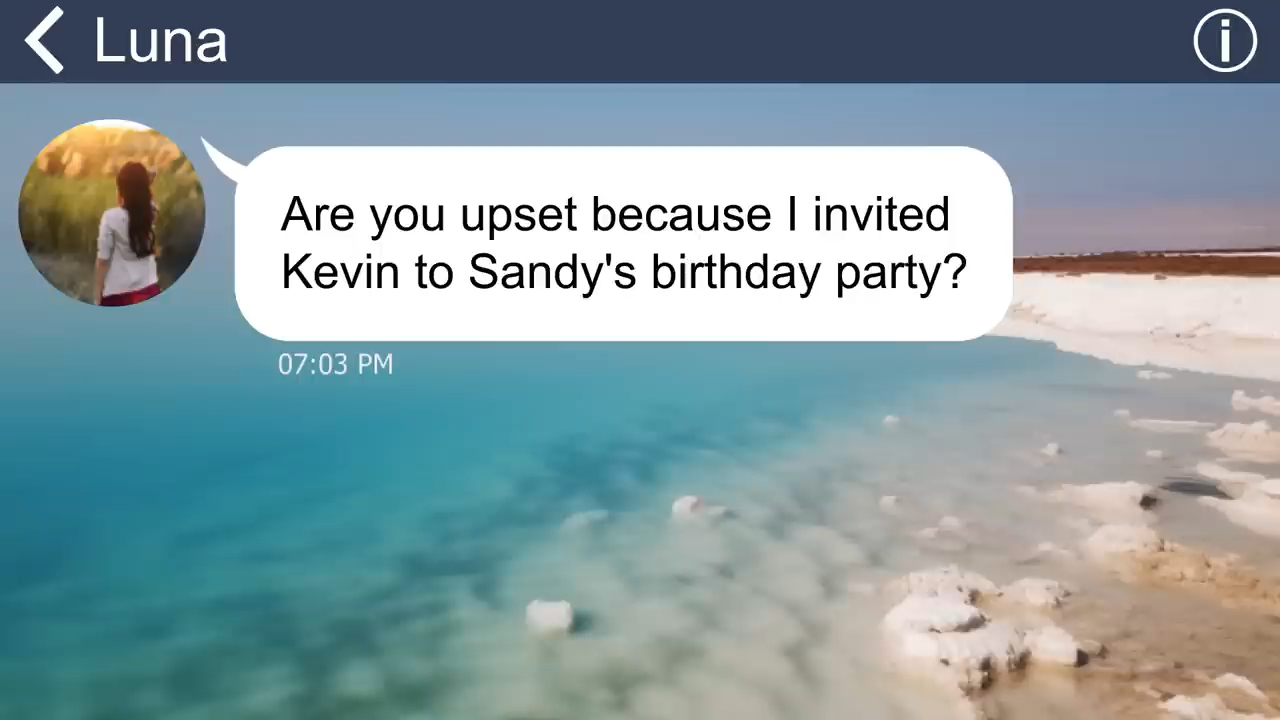 Luna
Are you upset because I invited
Kevin to Sandy's birthday party?
07:03 PM